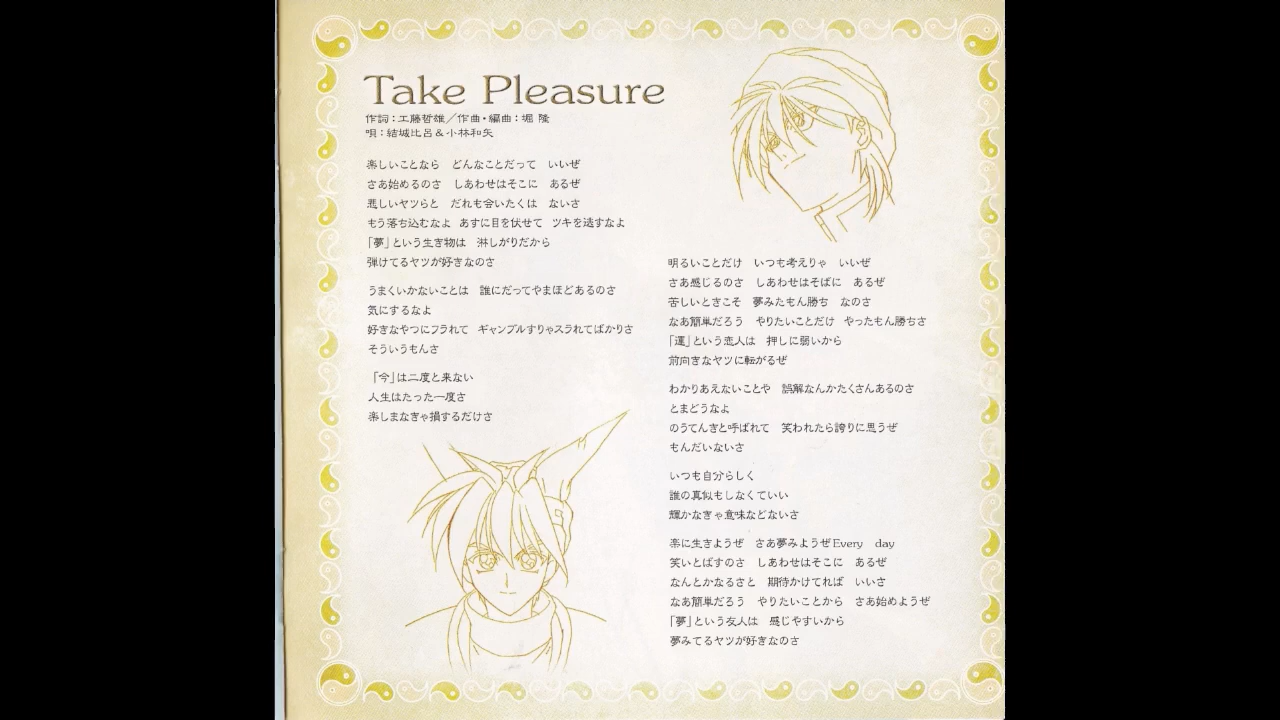 Take Pleasure
作詞：工藤哲雄／作曲・編曲：堀 隆
唄：結城比呂＆小林和矢
楽しいことなら　どんなことだって　いいぜ
さあ始めるのさ　しあわせはそこに　あるぜ
悪しいヤツらと　だれも会いたくは　ないさ
もう落ち込むなよ　あすに目を伏せて　ツキを逃すなよ
「夢」という生き物は　淋しがりだから
弾けてるヤツが好きなのさ
うまくいかないことは　誰にだってやまほどあるのさ
気にするなよ
好きなやつにフラれて　ギャンブルすりゃスラれてばかりさ
そういうもんさ
「今」は二度と来ない
人生はたった一度さ
楽しまなきゃ損するだけさ
明るいことだけ　いつも考えりゃ　いいぜ
さあ感じるのさ　しあわせはそばに　あるぜ
苦しいときこそ　夢みたもん勝ち　なのさ
なあ簡単だろう　やりたいことだけ　やったもん勝ちさ
「運」という恋人は　押しに弱いから
前向きなヤツに転がるぜ
わかりあえないことや　誤解なんかたくさんあるのさ
とまどうなよ
のうてんきと呼ばれて　笑われたら誇りに思うぜ
もんだいないさ
いつも自分らしく
誰の真似もしなくていい
輝かなきゃ意味などないさ
楽に生きようぜ　さあ夢みようぜEvery　day
笑いとばすのさ　しあわせはそこに　あるぜ
なんとかなるさと　期待かけてれば　いいさ
なあ簡単だろう　やりたいことから　さあ始めようぜ
「夢」という友人は　感じやすいから
夢みてるヤツが好きなのさ